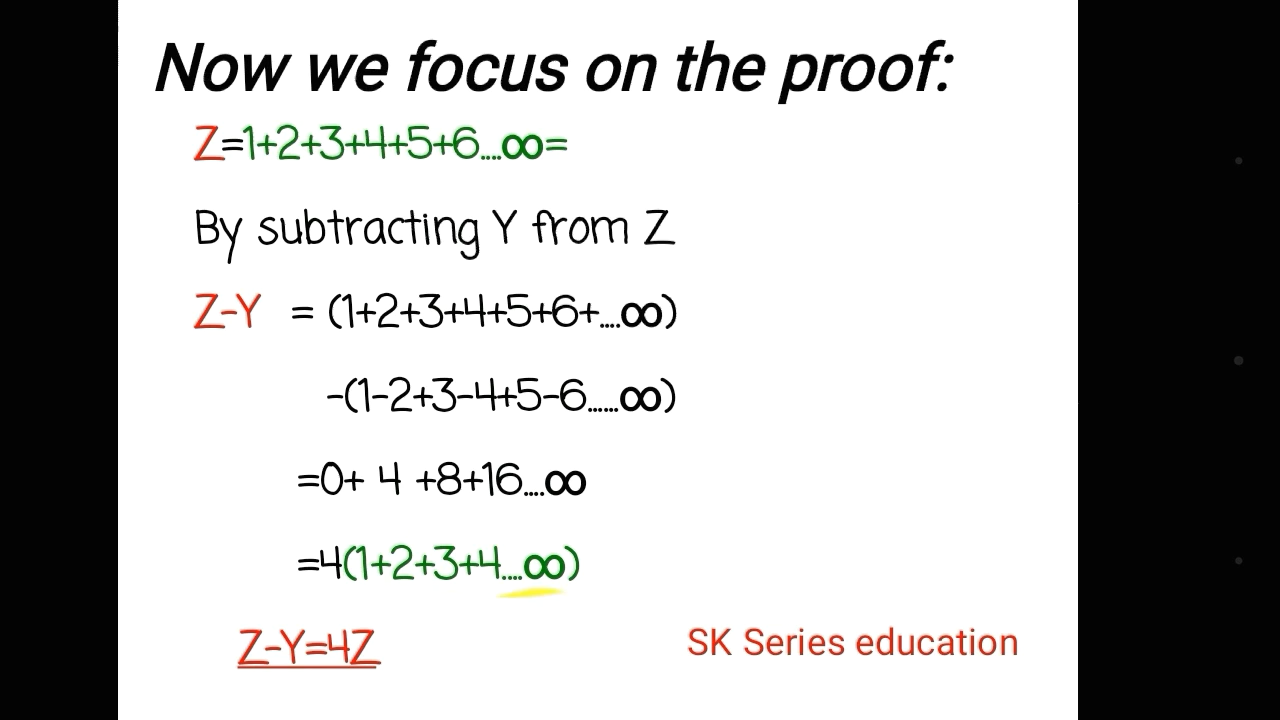 Now we focus on the proof:
Z=1+2+3+4+5+6....∞=
By subtracting Y from Z
Z-Y = (1+2+3+4+5+6+....∞)
-(1-2+3-4+5-6......∞)
=0+ 4 +8+16....∞
=4(1+2+3+4....∞)
Z-Y=4Z
SK Series education